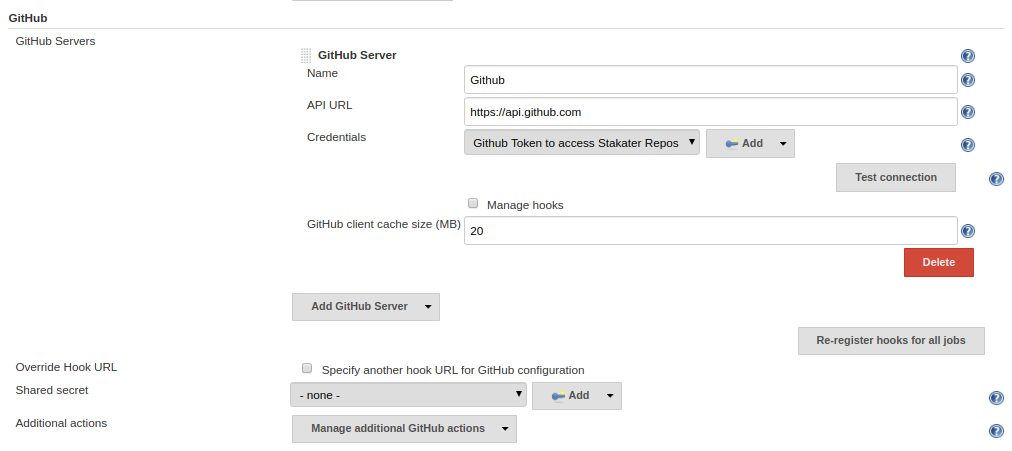 GitHub
GitHub Servers
GitHub Server
Name
Github
API URL
https://api.github.com
Credentials
Github Token to access Stakater Repos
Add
Test connection
Manage hooks
GitHub client cache size (MB)
20
Delete
Add GitHub Server
Re-register hooks for all jobs
Override Hook URL
Specify another hook URL for GitHub configuration
Shared secret
- none -
Add
Additional actions
Manage additional GitHub actions